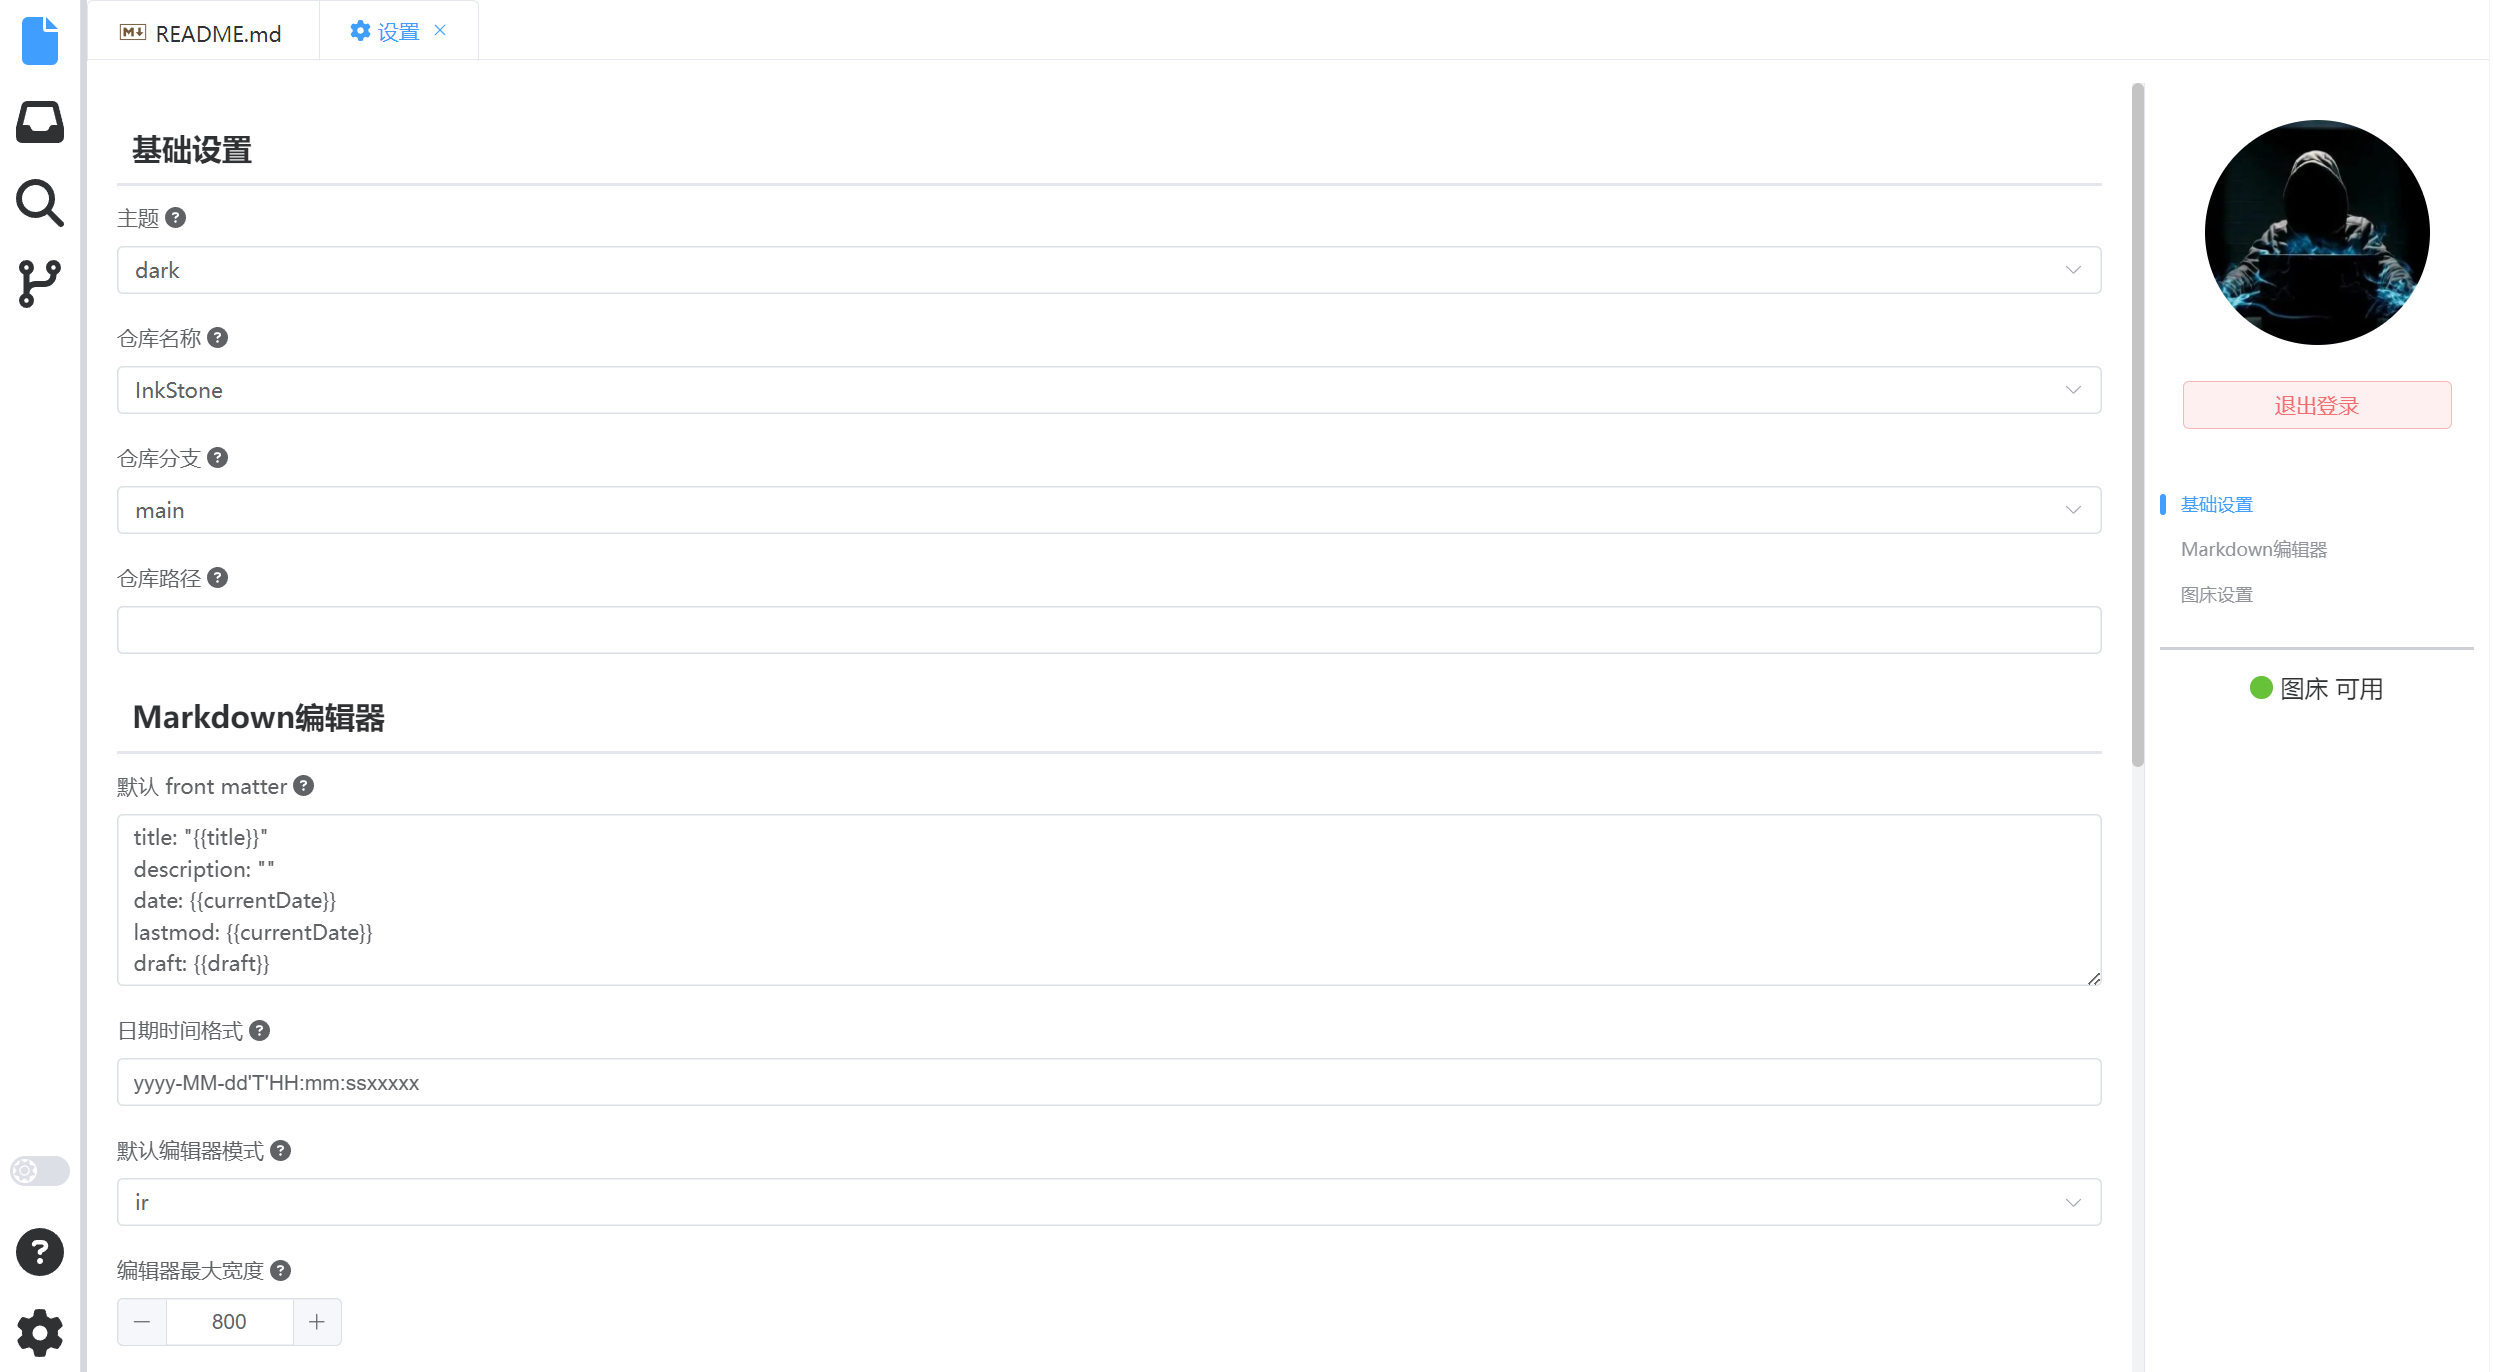 README.md
设置
基础设置
主题
dark
仓库名称
InkStone
仓库分支
main
仓库路径
Markdown编辑器
默认 front matter
title: "{{title}}"
description: ""
date: {{currentDate}}
lastmod: {{currentDate}}
draft: {{draft}}
日期时间格式
yyyy-MM-dd'T'HH:mm:ssxxxxx
默认编辑器模式
ir
编辑器最大宽度
800
退出登录
基础设置
Markdown编辑器
图床设置
图床 可用